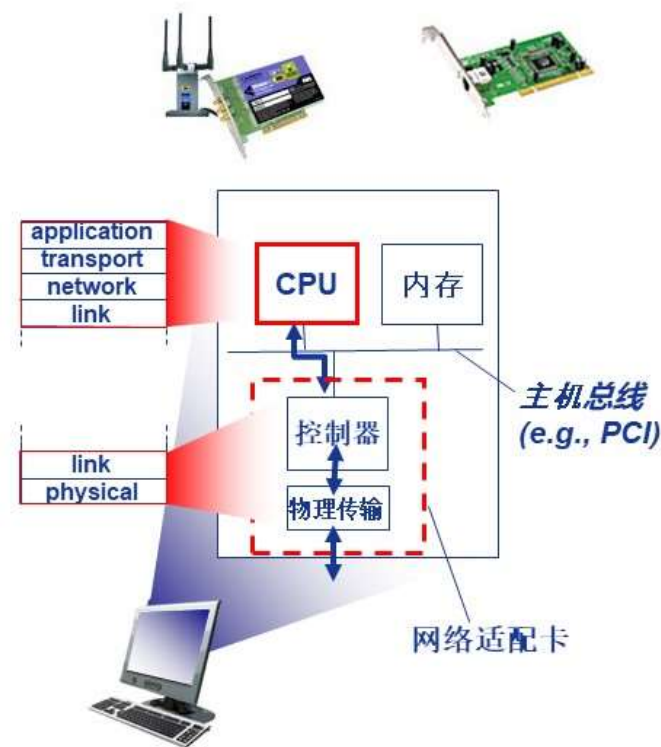 application
transport
network
link
CPU
内存
主机总线
(e.g., PCI)
控制器
link
physical
物理传输
网络适配卡